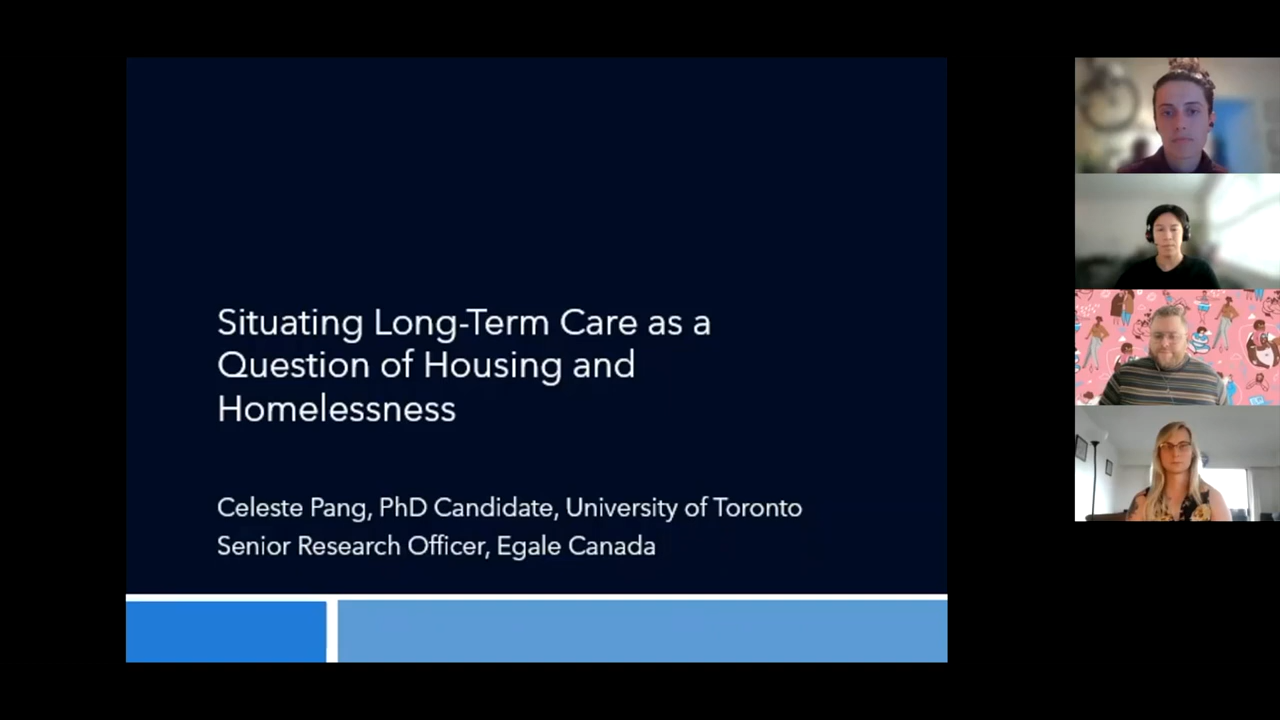 Situating Long-Term Care as a
Question of Housing and
Homelessness
Celeste Pang, PhD Candidate, University of Toronto
Senior Research Officer, Egale Canada